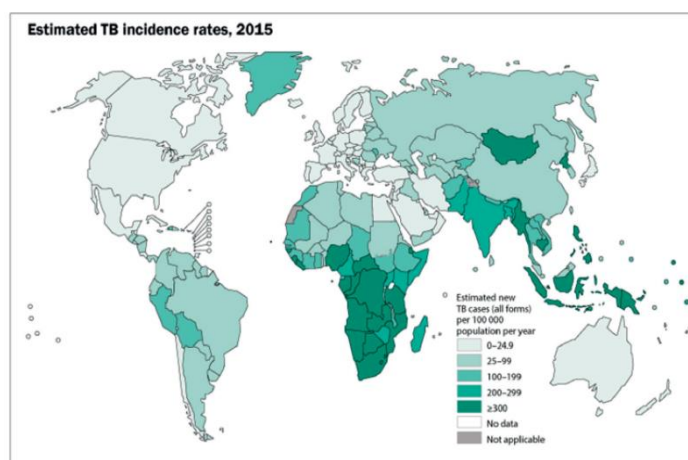 Estimated TB incidence rates, 2015
Estimated new
TB cases (all forms)
per 100 000
population per year
0–24.9
25–99
100–199
200–299
≥300
No data
Not applicable